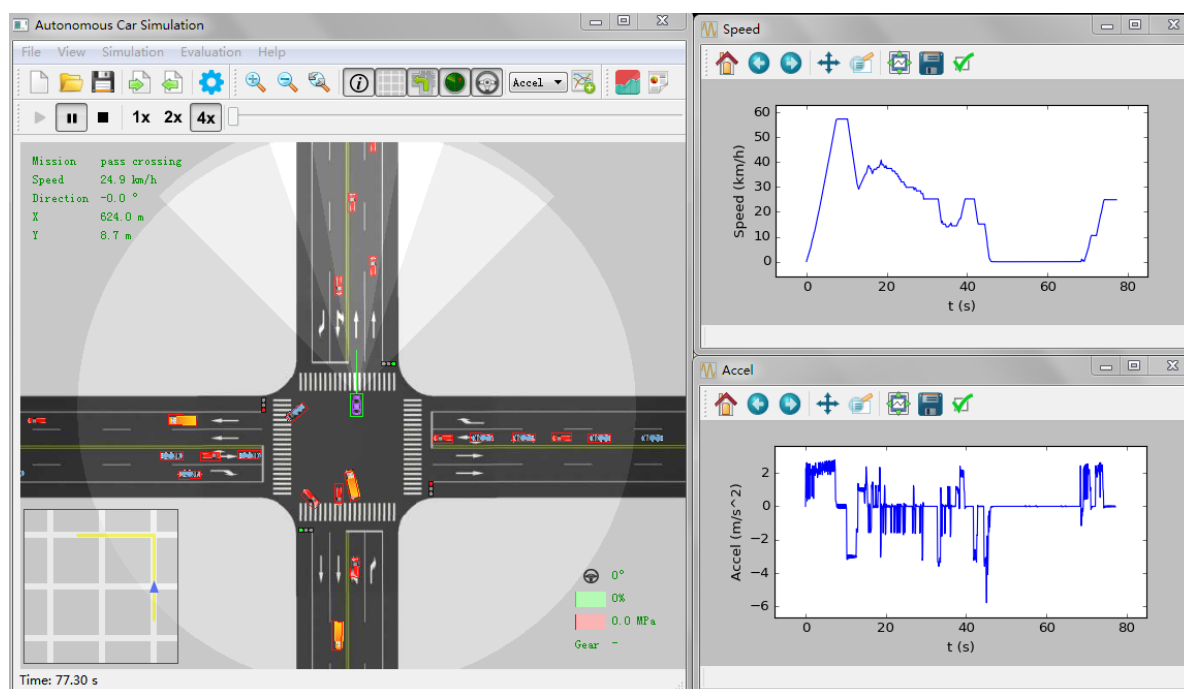 Autonomous Car Simulation
File View Simulation Evaluation Help
Accel
1x 2x 4x
Mission pass crossing
Speed 24.9 km/h
Direction -0.0 °
X 624.0 m
Y 8.7 m
0°
0%
0.0 MPa
Gear -
Time: 77.30 s
Speed
60
50
40
30
20
10
0
Speed (km/h)
0 20 40 60 80
t (s)
Accel
2
0
−2
−4
−6
Accel (m/s^2)
0 20 40 60 80
t (s)